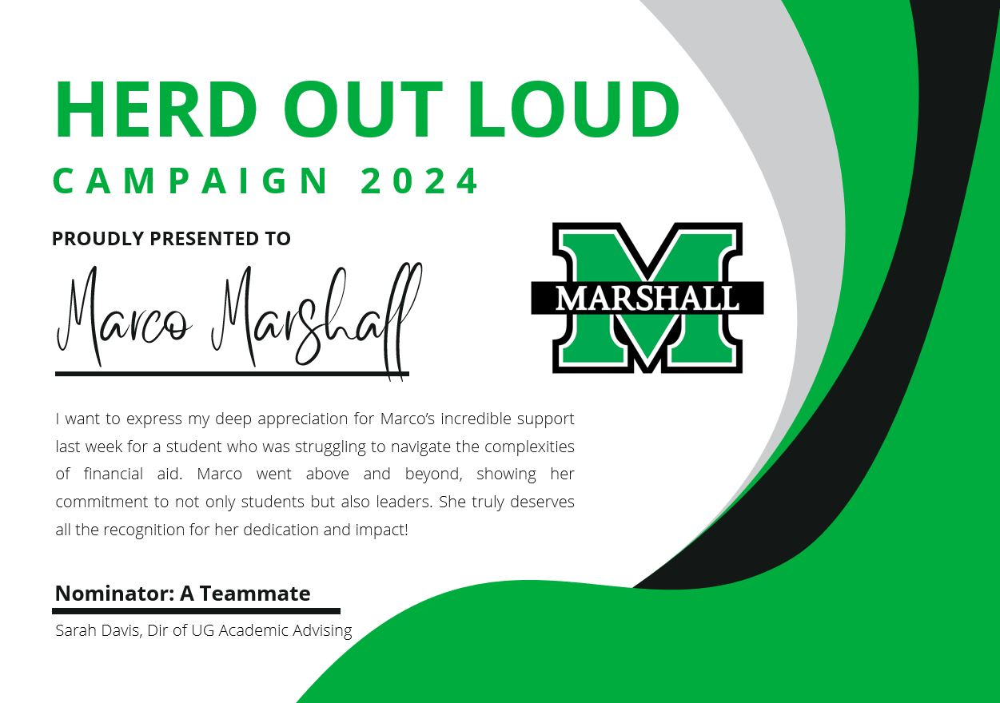 HERD OUT LOUD
CAMPAIGN 2024
PROUDLY PRESENTED TO
Marco Marshall
MARSHALL
I want to express my deep appreciation for Marco’s incredible support
last week for a student who was struggling to navigate the complexities
of financial aid. Marco went above and beyond, showing her
commitment to not only students but also leaders. She truly deserves
all the recognition for her dedication and impact!
Nominator: A Teammate
Sarah Davis, Dir of UG Academic Advising